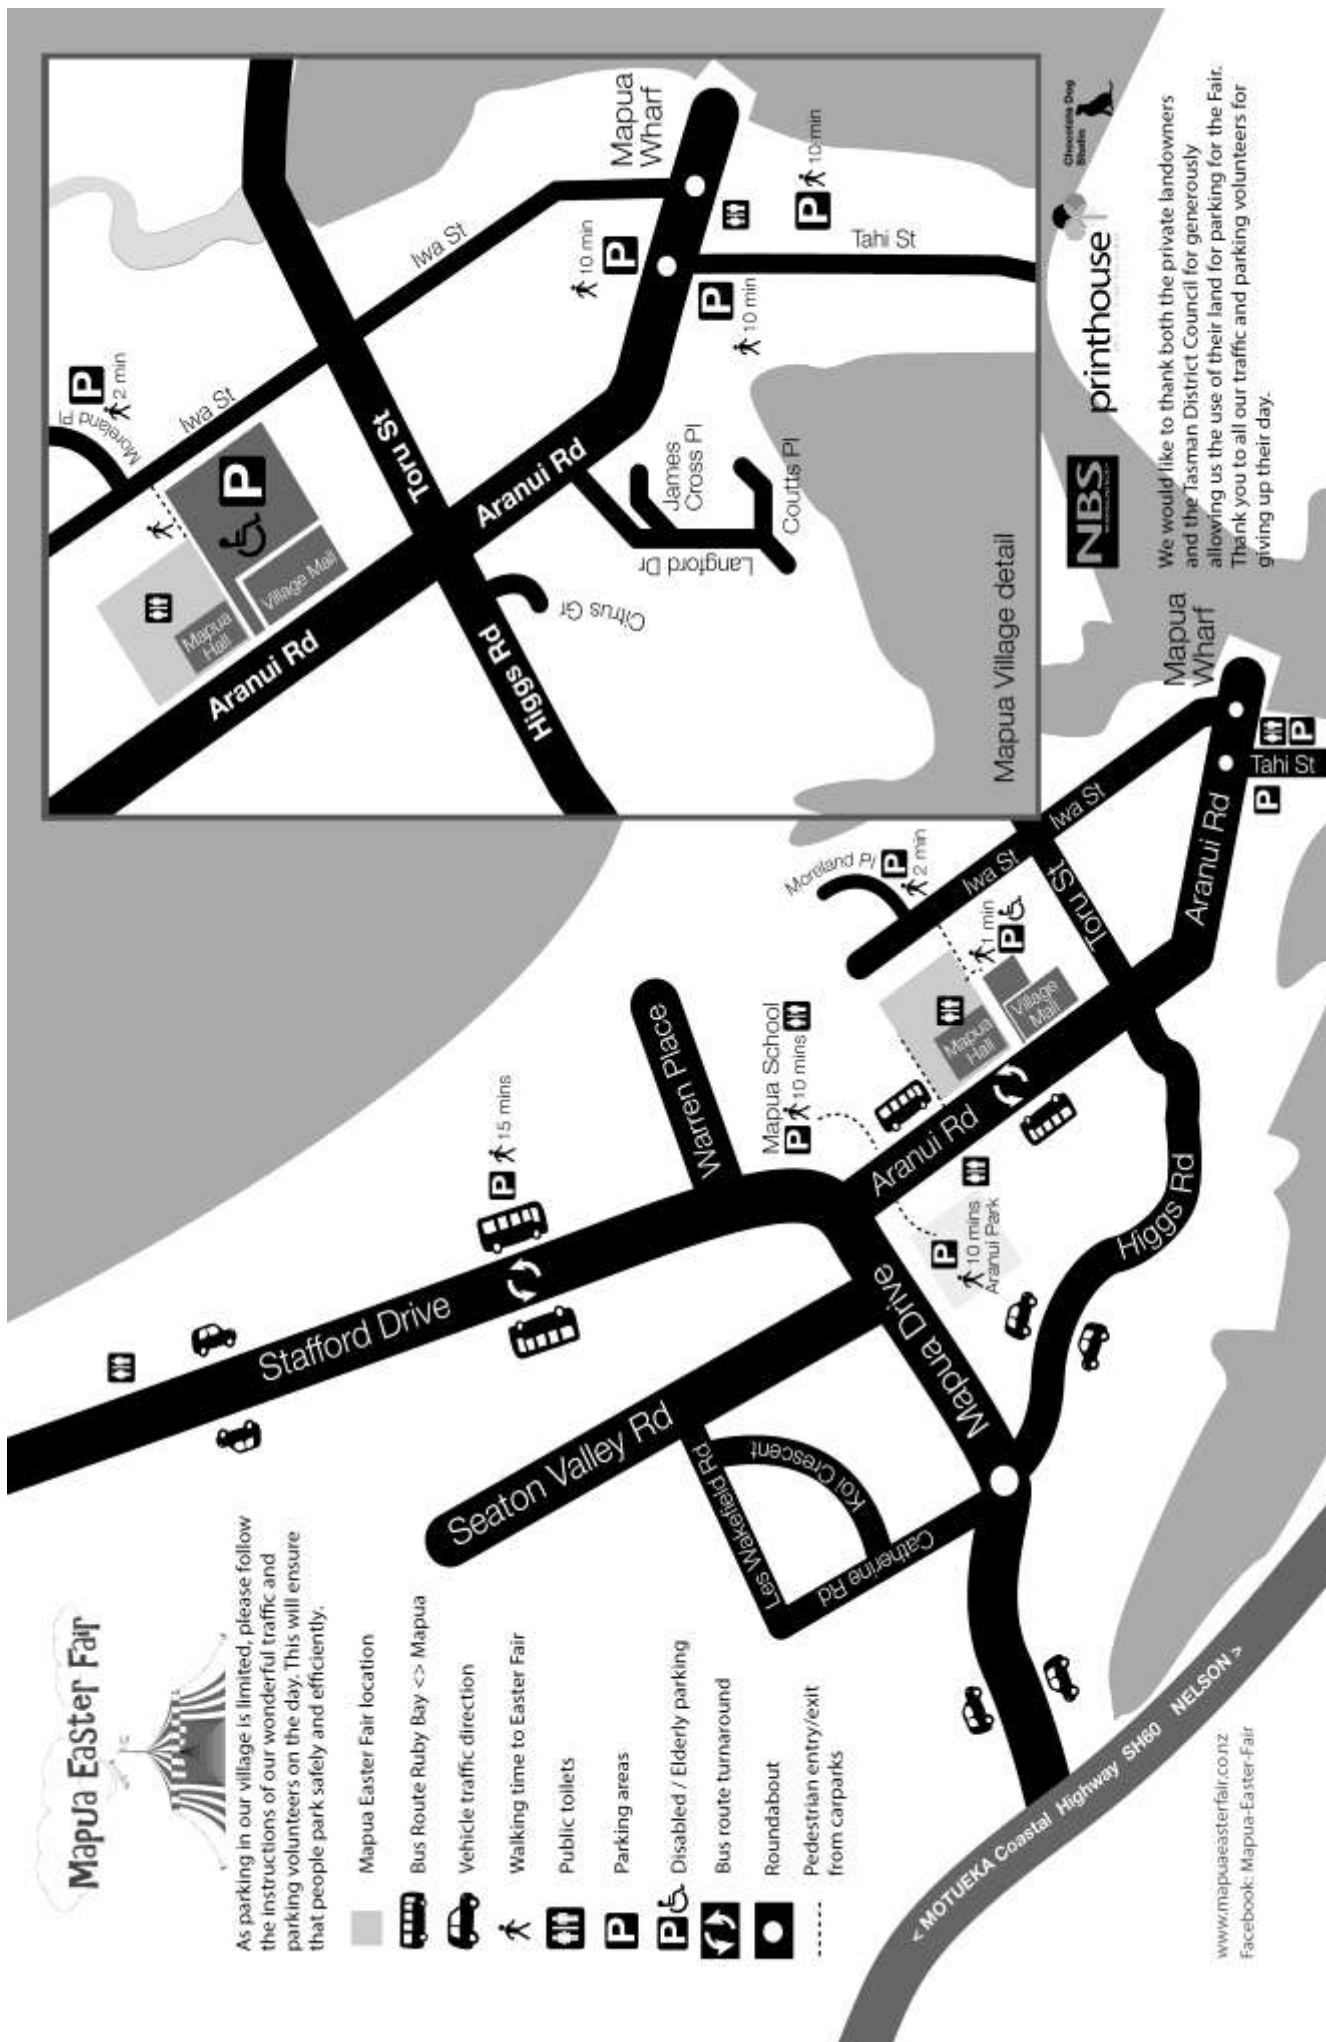 Mapua Easter Fair
As parking in our village is limited, please follow
the instructions of our wonderful traffic and
parking volunteers on the day. This will ensure
that people park safely and efficiently.
Mapua Easter Fair location
Bus Route Ruby Bay <> Mapua
Vehicle traffic direction
Walking time to Easter Fair
Public toilets
P Parking areas
P Disabled / Elderly parking
Bus route turnaround
Roundabout
Pedestrian entry/exit
from carparks
www.mapuaeasterfair.co.nz
Facebook: Mapua-Easter-Fair
< MOTUEKA Coastal Highway SH60 NELSON >
Stafford Drive
P 15 mins
Seaton Valley Rd
Les Wakefield Rd
Koi Crescent
Catherine Rd
Mapua Drive
Warren Place
Mapua School
P 10 mins
Aranui Rd
P
10 mins
Aranui Park
Higgs Rd
Mapua
Hall
Village
Mall
1 min
P
Moreland Pl
P
2 min
Iwa St
Iwa St
Toru St
Aranui Rd
P
P
Tahi St
Mapua
Wharf
Mapua Village detail
Aranui Rd
Mapua
Hall
Village Mall
P
Moreland Pl
P
2 min
Iwa St
Toru St
Iwa St
Higgs Rd
Citrus Gr
Aranui Rd
Langford Dr
James
Cross Pl
Coutts Pl
10 min
P
P
10 min
Tahi St
P 10 min
Mapua
Wharf
NBS
printhouse
Chocolate Dog
Studio
We would like to thank both the private landowners
and the Tasman District Council for generously
allowing us the use of their land for parking for the Fair.
Thank you to all our traffic and parking volunteers for
giving up their day.